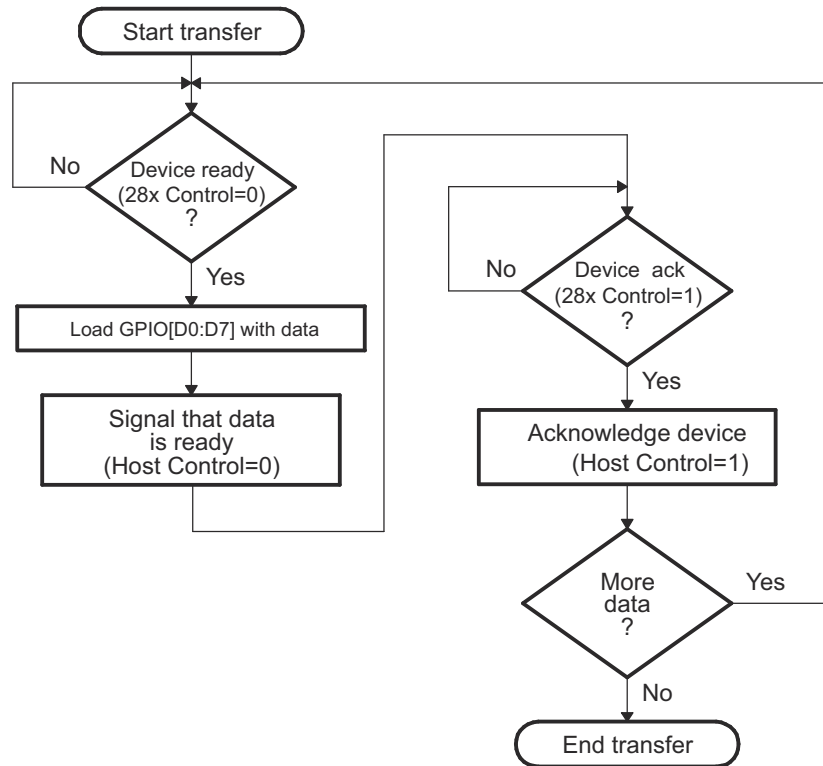 Start transfer
No
Device ready
(28x Control=0)
?
Yes
Load GPIO[D0:D7] with data
Signal that data
is ready
(Host Control=0)
No
Device ack
(28x Control=1)
?
Yes
Acknowledge device
(Host Control=1)
More
data
?
Yes
No
End transfer